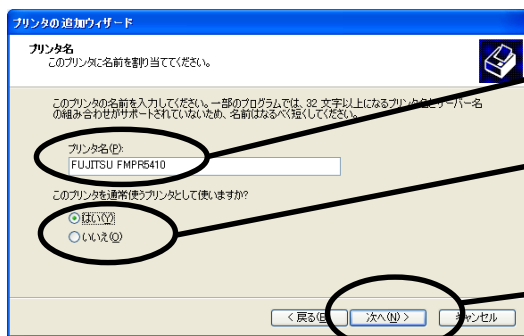 プリンタの追加ウィザード
プリンタ名
このプリンタに名前を割り当ててください。
このプリンタの名前を入力してください。一部のプログラムでは、32 文字以上になるプリンタ名とサーバー名
の組み合わせがサポートされていないため、名前はなるべく短くしてください。
プリンタ名(P):
FUJITSU FMPR5410
このプリンタを通常使うプリンタとして使いますか?
はい(Y)
いいえ(O)
< 戻る(B) 次へ(N) > キャンセル